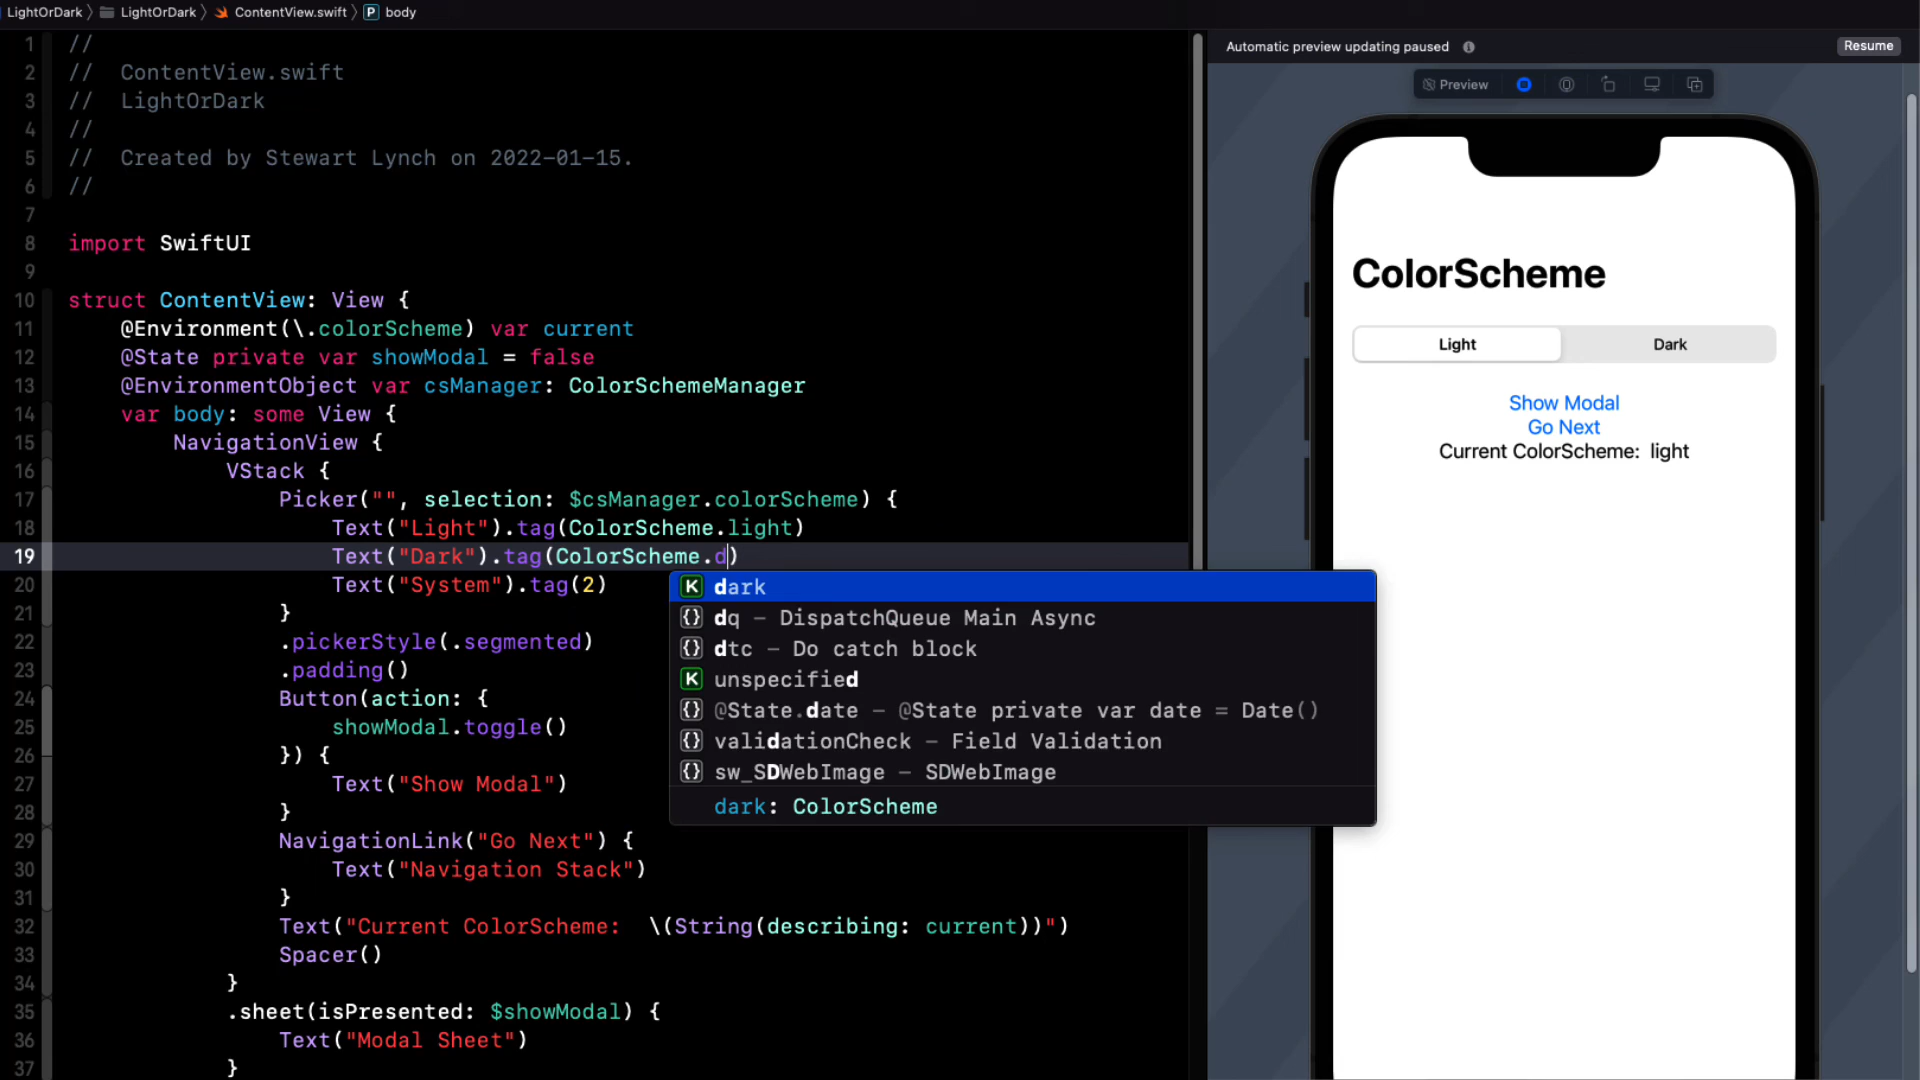 LightOrDark 〉 LightOrDark 〉 ContentView.swift 〉 P body
1 //
2 //  ContentView.swift
3 //  LightOrDark
4 //
5 //  Created by Stewart Lynch on 2022-01-15.
6 //
7
8 import SwiftUI
9
10 struct ContentView: View {
11     @Environment(\.colorScheme) var current
12     @State private var showModal = false
13     @EnvironmentObject var csManager: ColorSchemeManager
14     var body: some View {
15         NavigationView {
16             VStack {
17                 Picker("", selection: $csManager.colorScheme) {
18                     Text("Light").tag(ColorScheme.light)
19                     Text("Dark").tag(ColorScheme.d)
20                     Text("System").tag(2)
21                 }
22                 .pickerStyle(.segmented)
23                 .padding()
24                 Button(action: {
25                     showModal.toggle()
26                 }) {
27                     Text("Show Modal")
28                 }
29                 NavigationLink("Go Next") {
30                     Text("Navigation Stack")
31                 }
32                 Text("Current ColorScheme:  \(String(describing: current))")
33                 Spacer()
34             }
35             .sheet(isPresented: $showModal) {
36                 Text("Modal Sheet")
37             }
K dark
{} dq – DispatchQueue Main Async
{} dtc – Do catch block
K unspecified
{} @State.date – @State private var date = Date()
{} validationCheck – Field Validation
{} sw_SDWebImage – SDWebImage
dark: ColorScheme
Automatic preview updating paused
Resume
Preview
ColorScheme
Light Dark
Show Modal
Go Next
Current ColorScheme:  light